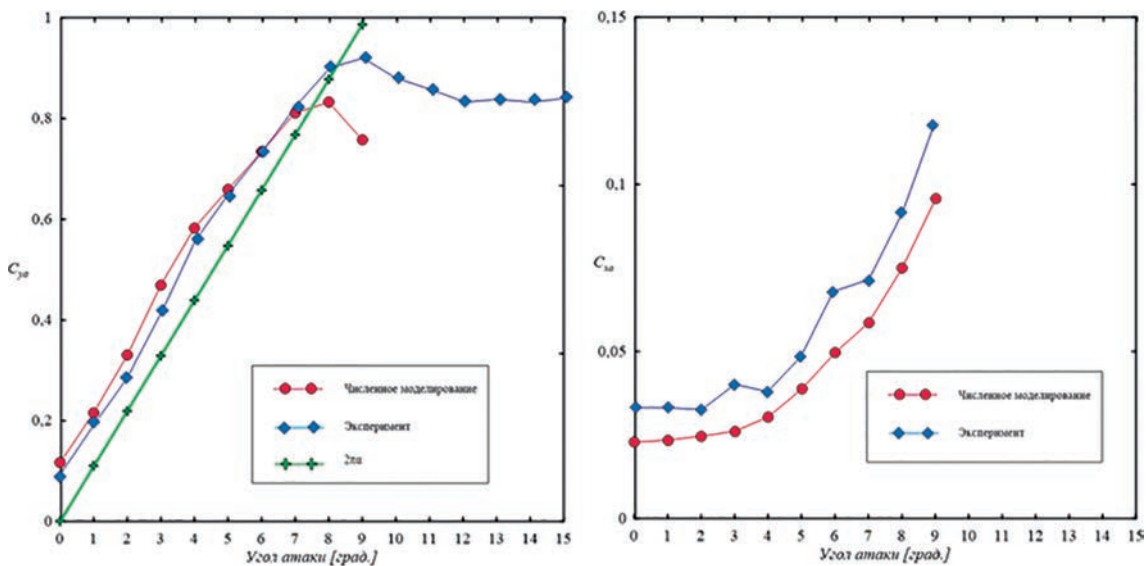 1
0,8
0,6
0,4
0,2
0
Cya
0 1 2 3 4 5 6 7 8 9 10 11 12 13 14 15
Угол атаки [град.]
Численное моделирование
Эксперимент
2πα
0,15
0,1
0,05
0
Cxa
0 1 2 3 4 5 6 7 8 9 10 11 12 13 14 15
Угол атаки [град.]
Численное моделирование
Эксперимент